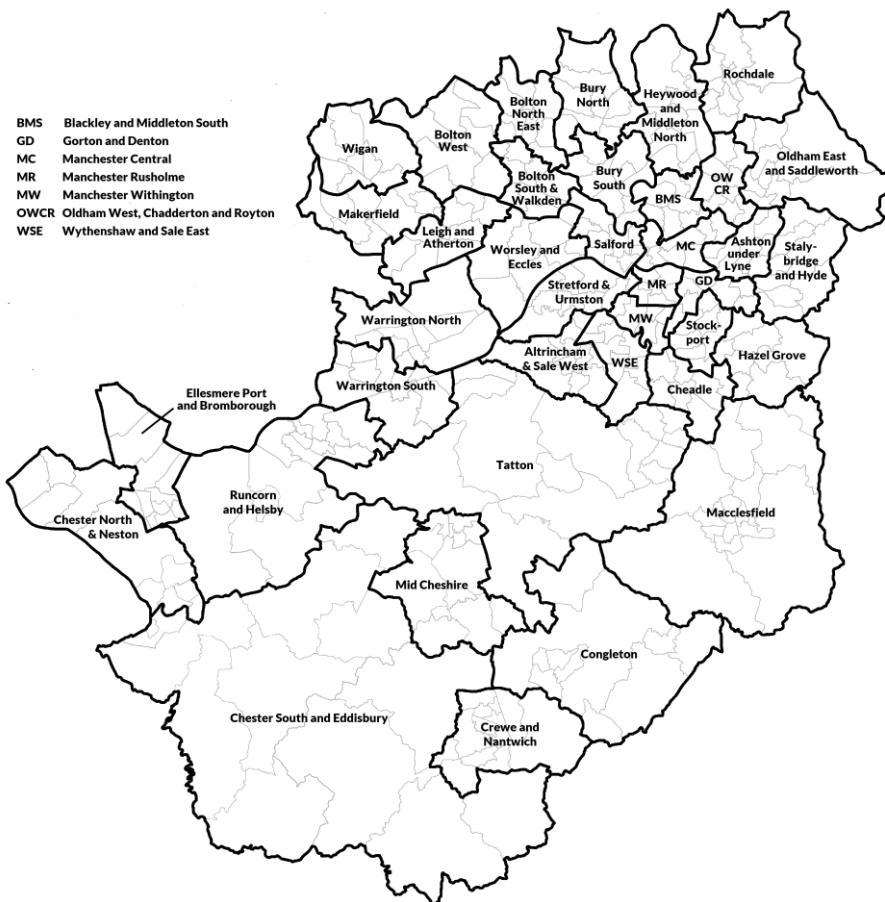 BMS Blackley and Middleton South
GD Gorton and Denton
MC Manchester Central
MR Manchester Rusholme
MW Manchester Withington
OWCR Oldham West, Chadderton and Royton
WSE Wythenshaw and Sale East
Rochdale
Bury
North
Heywood
and
Middleton
North
Bolton
North
East
Bolton
West
Wigan
Oldham East
and Saddleworth
OW
CR
Bury
South
Bolton
South &
Walkden
BMS
Makerfield
Leigh and
Atherton
Worsley and
Eccles
Salford
MC
Ashton
under
Lyne
Staly-
bridge
and Hyde
Stretford &
Urmston
MR
GD
MW
Warrington North
Stock-
port
Altrincham
& Sale West
WSE
Hazel Grove
Cheadle
Warrington South
Ellesmere Port
and Bromborough
Tatton
Runcorn
and Helsby
Chester North
& Neston
Macclesfield
Mid Cheshire
Congleton
Chester South and Eddisbury
Crewe and
Nantwich